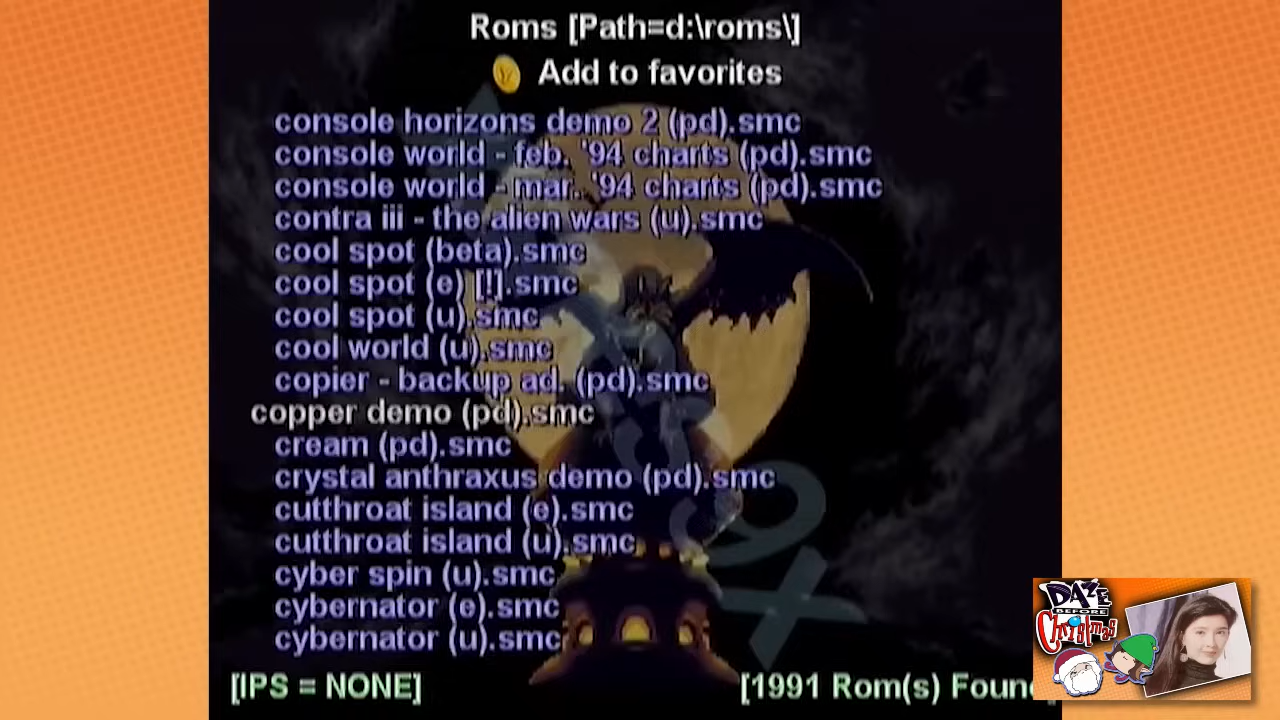 Roms [Path=d:\roms\]
Add to favorites
console horizons demo 2 (pd).smc
console world - feb. '94 charts (pd).smc
console world - mar. '94 charts (pd).smc
contra iii - the alien wars (u).smc
cool spot (beta).smc
cool spot (e) [!].smc
cool spot (u).smc
cool world (u).smc
copier - backup ad. (pd).smc
copper demo (pd).smc
cream (pd).smc
crystal anthraxus demo (pd).smc
cutthroat island (e).smc
cutthroat island (u).smc
cyber spin (u).smc
cybernator (e).smc
cybernator (u).smc
[IPS = NONE]
[1991 Rom(s) Found]
DAZE
BEFORE
Christmas